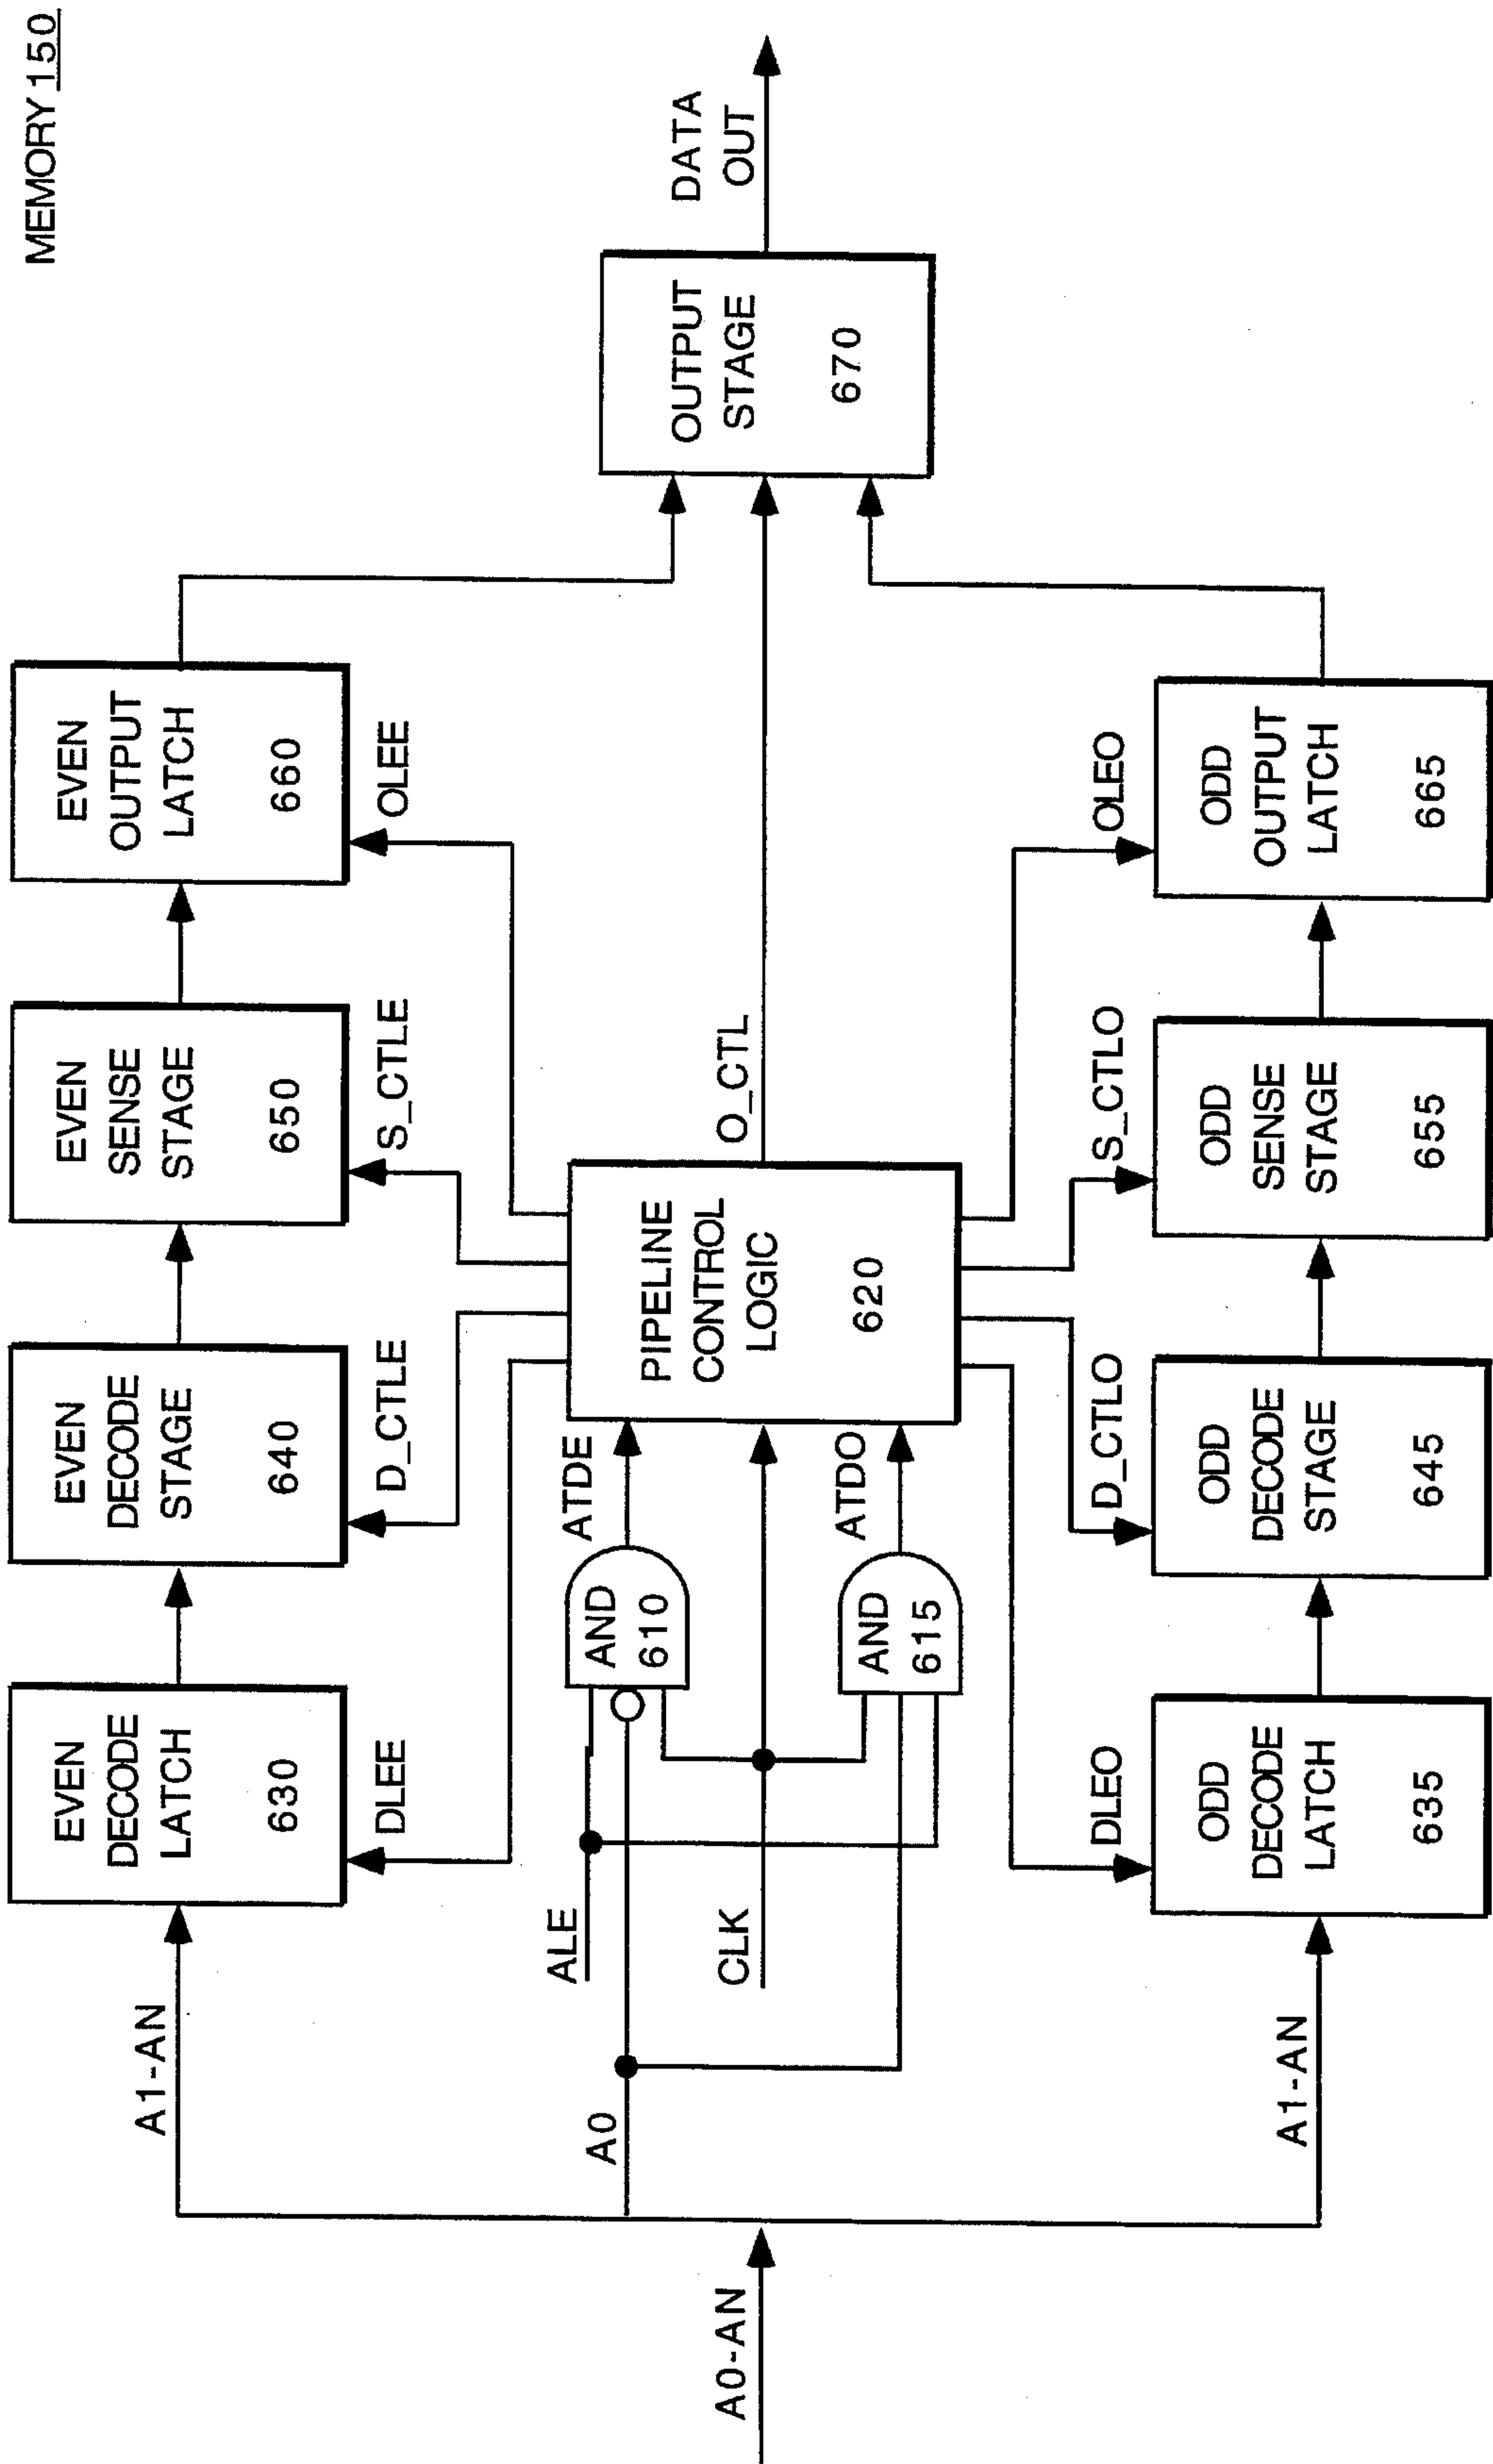 MEMORY 150
A0-AN
A1-AN
A0
A1-AN
ALE
CLK
EVEN
DECODE
LATCH
630
DLEE
EVEN
DECODE
STAGE
640
D_CTLE
EVEN
SENSE
STAGE
650
S_CTLE
EVEN
OUTPUT
LATCH
660
OLEE
AND
610
ATDE
AND
615
ATDO
PIPELINE
CONTROL
LOGIC
620
O_CTL
OUTPUT
STAGE
670
DATA
OUT
DLEO
ODD
DECODE
LATCH
635
D_CTLO
ODD
DECODE
STAGE
645
S_CTLO
ODD
SENSE
STAGE
655
OLEO
ODD
OUTPUT
LATCH
665